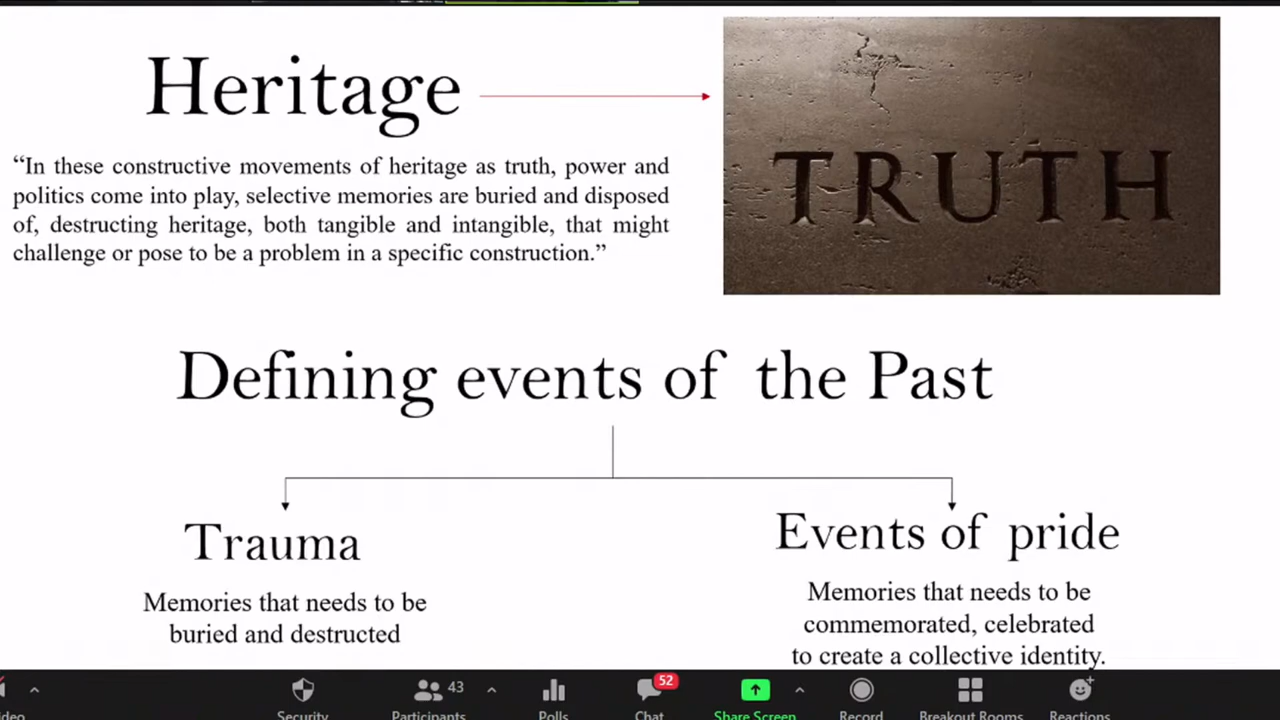 Heritage
TRUTH
“In these constructive movements of heritage as truth, power and
politics come into play, selective memories are buried and disposed
of, destructing heritage, both tangible and intangible, that might
challenge or pose to be a problem in a specific construction.”
Defining events of the Past
Trauma
Events of pride
Memories that needs to be
buried and destructed
Memories that needs to be
commemorated, celebrated
to create a collective identity.
43
52
Security
Participants
Polls
Chat
Share Screen
Record
Breakout Rooms
Reactions